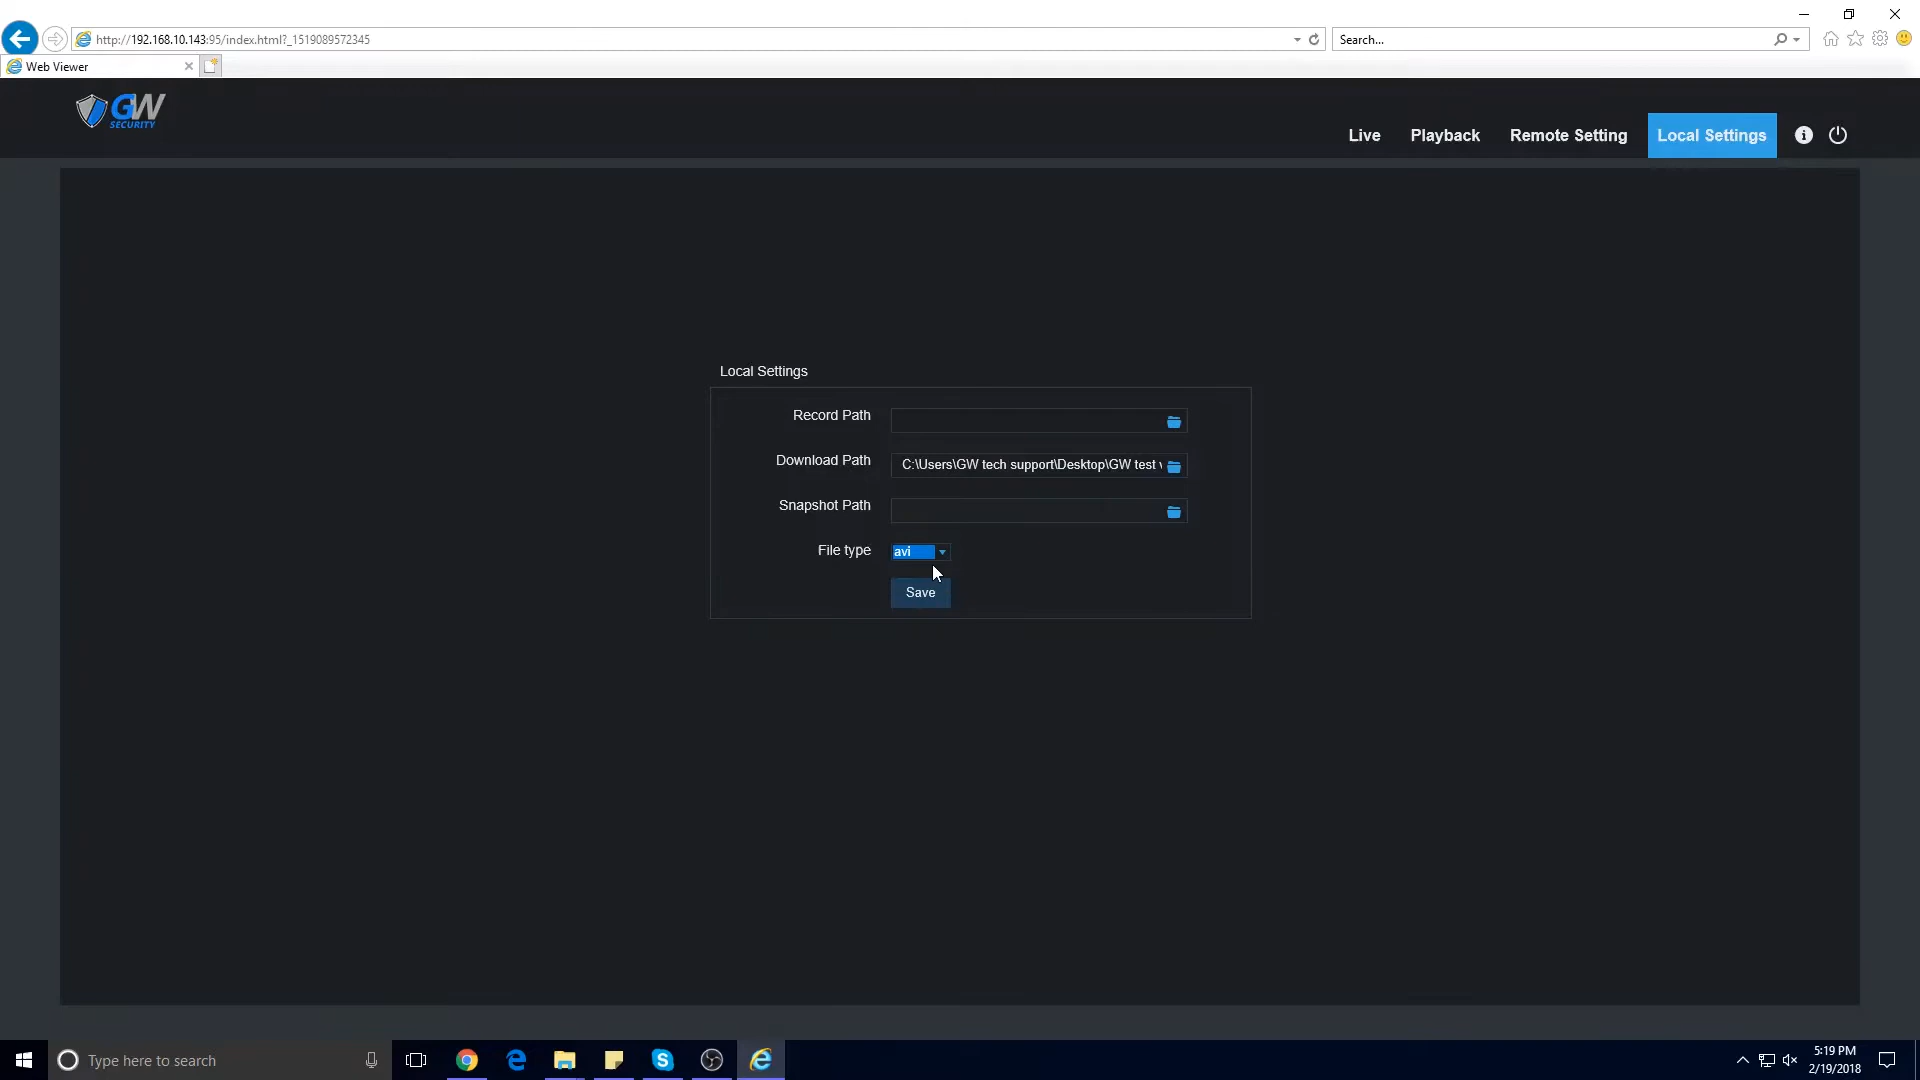 http://192.168.10.143:95/index.html?_1519089572345
Search...
Web Viewer
GW
SECURITY
Live
Playback
Remote Setting
Local Settings
Local Settings
Record Path
Download Path
C:\Users\GW tech support\Desktop\GW test
Snapshot Path
File type
avi
Save
Type here to search
5:19 PM
2/19/2018